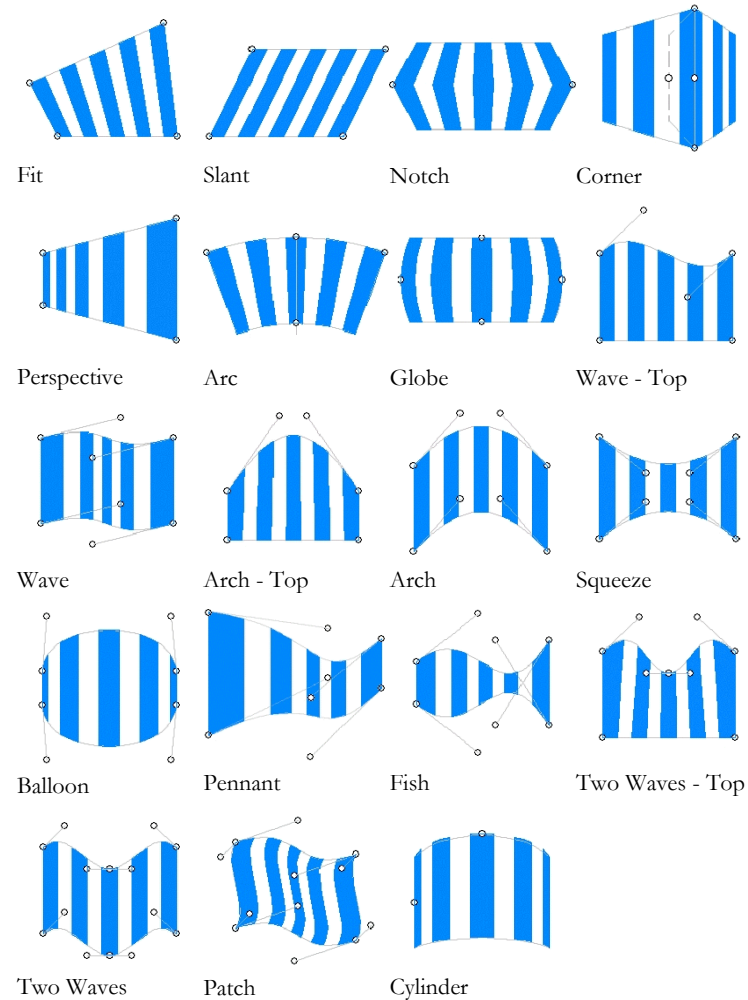 Fit Slant Notch Corner
Perspective Arc Globe Wave - Top
Wave Arch - Top Arch Squeeze
Balloon Pennant Fish Two Waves - Top
Two Waves Patch Cylinder